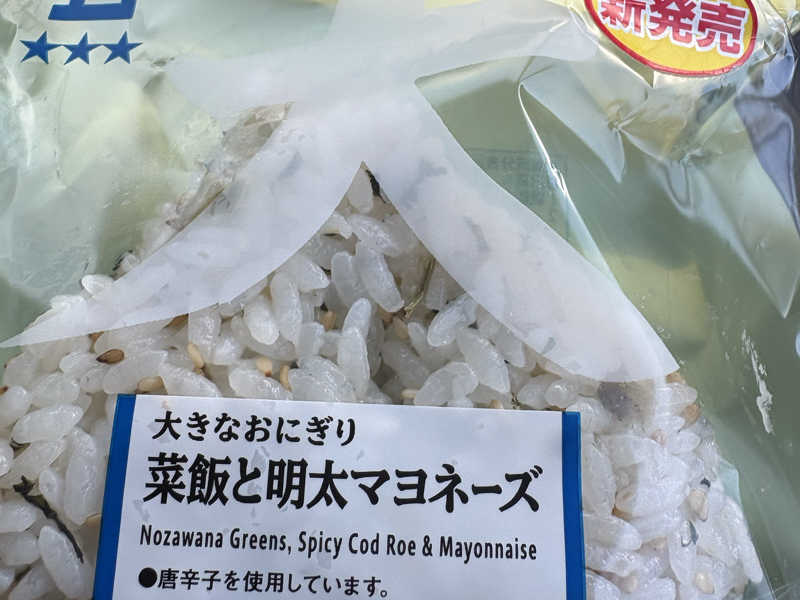 新発売
大きなおにぎり
菜飯と明太マヨネーズ
Nozawana Greens, Spicy Cod Roe & Mayonnaise
●唐辛子を使用しています。